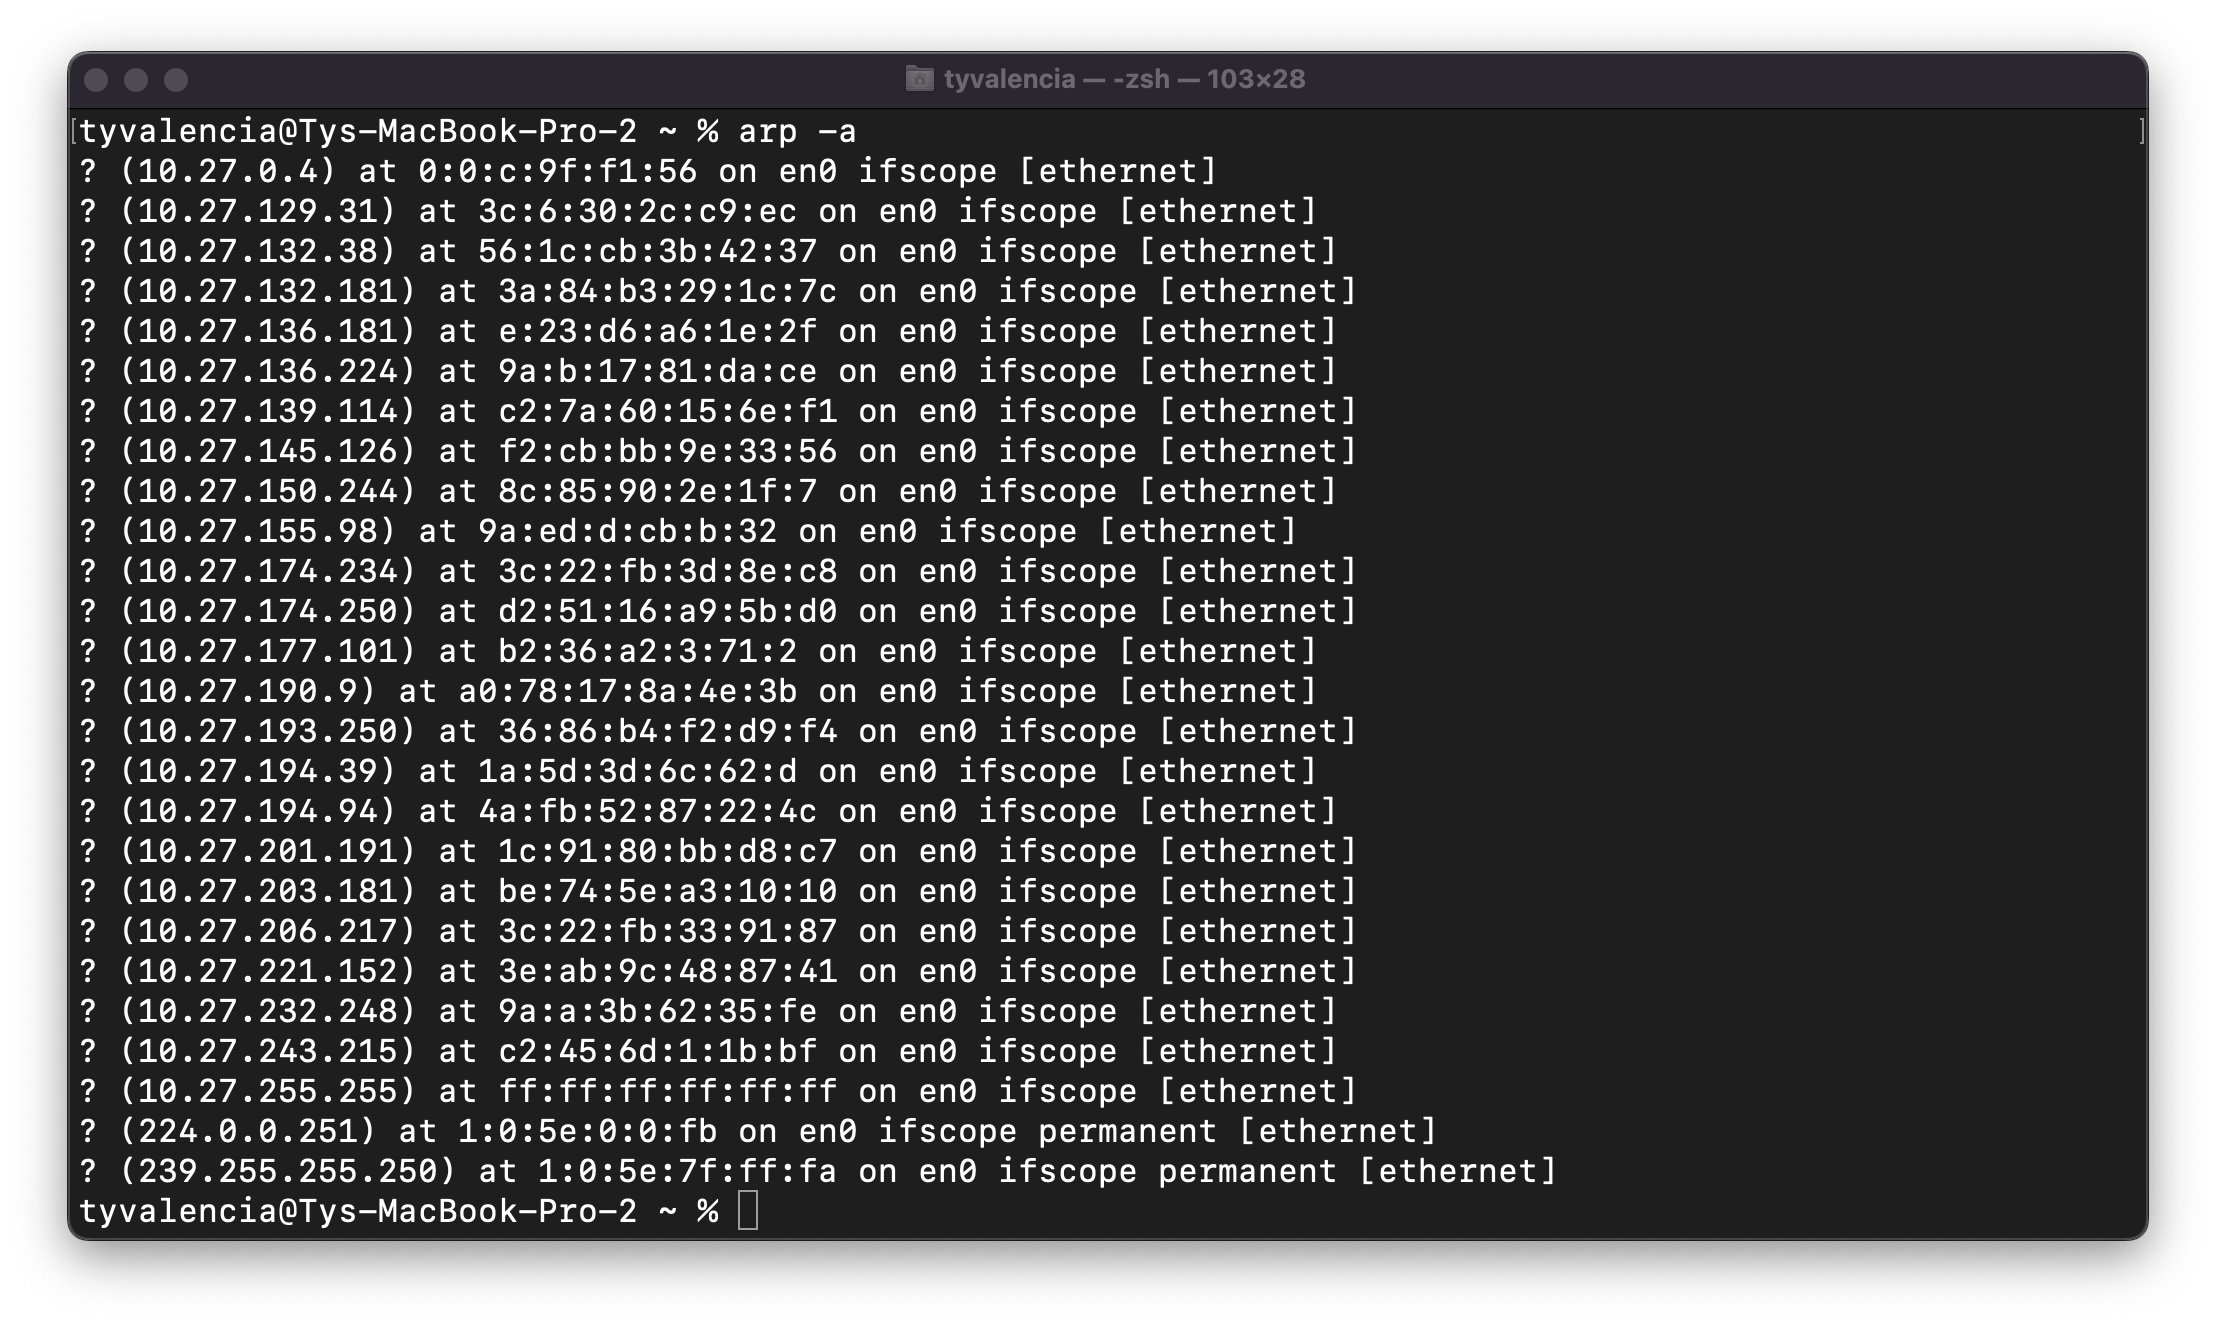 tyvalencia — -zsh — 103×28
[tyvalencia@Tys-MacBook-Pro-2 ~ % arp -a ]
? (10.27.0.4) at 0:0:c:9f:f1:56 on en0 ifscope [ethernet]
? (10.27.129.31) at 3c:6:30:2c:c9:ec on en0 ifscope [ethernet]
? (10.27.132.38) at 56:1c:cb:3b:42:37 on en0 ifscope [ethernet]
? (10.27.132.181) at 3a:84:b3:29:1c:7c on en0 ifscope [ethernet]
? (10.27.136.181) at e:23:d6:a6:1e:2f on en0 ifscope [ethernet]
? (10.27.136.224) at 9a:b:17:81:da:ce on en0 ifscope [ethernet]
? (10.27.139.114) at c2:7a:60:15:6e:f1 on en0 ifscope [ethernet]
? (10.27.145.126) at f2:cb:bb:9e:33:56 on en0 ifscope [ethernet]
? (10.27.150.244) at 8c:85:90:2e:1f:7 on en0 ifscope [ethernet]
? (10.27.155.98) at 9a:ed:d:cb:b:32 on en0 ifscope [ethernet]
? (10.27.174.234) at 3c:22:fb:3d:8e:c8 on en0 ifscope [ethernet]
? (10.27.174.250) at d2:51:16:a9:5b:d0 on en0 ifscope [ethernet]
? (10.27.177.101) at b2:36:a2:3:71:2 on en0 ifscope [ethernet]
? (10.27.190.9) at a0:78:17:8a:4e:3b on en0 ifscope [ethernet]
? (10.27.193.250) at 36:86:b4:f2:d9:f4 on en0 ifscope [ethernet]
? (10.27.194.39) at 1a:5d:3d:6c:62:d on en0 ifscope [ethernet]
? (10.27.194.94) at 4a:fb:52:87:22:4c on en0 ifscope [ethernet]
? (10.27.201.191) at 1c:91:80:bb:d8:c7 on en0 ifscope [ethernet]
? (10.27.203.181) at be:74:5e:a3:10:10 on en0 ifscope [ethernet]
? (10.27.206.217) at 3c:22:fb:33:91:87 on en0 ifscope [ethernet]
? (10.27.221.152) at 3e:ab:9c:48:87:41 on en0 ifscope [ethernet]
? (10.27.232.248) at 9a:a:3b:62:35:fe on en0 ifscope [ethernet]
? (10.27.243.215) at c2:45:6d:1:1b:bf on en0 ifscope [ethernet]
? (10.27.255.255) at ff:ff:ff:ff:ff:ff on en0 ifscope [ethernet]
? (224.0.0.251) at 1:0:5e:0:0:fb on en0 ifscope permanent [ethernet]
? (239.255.255.250) at 1:0:5e:7f:ff:fa on en0 ifscope permanent [ethernet]
tyvalencia@Tys-MacBook-Pro-2 ~ %